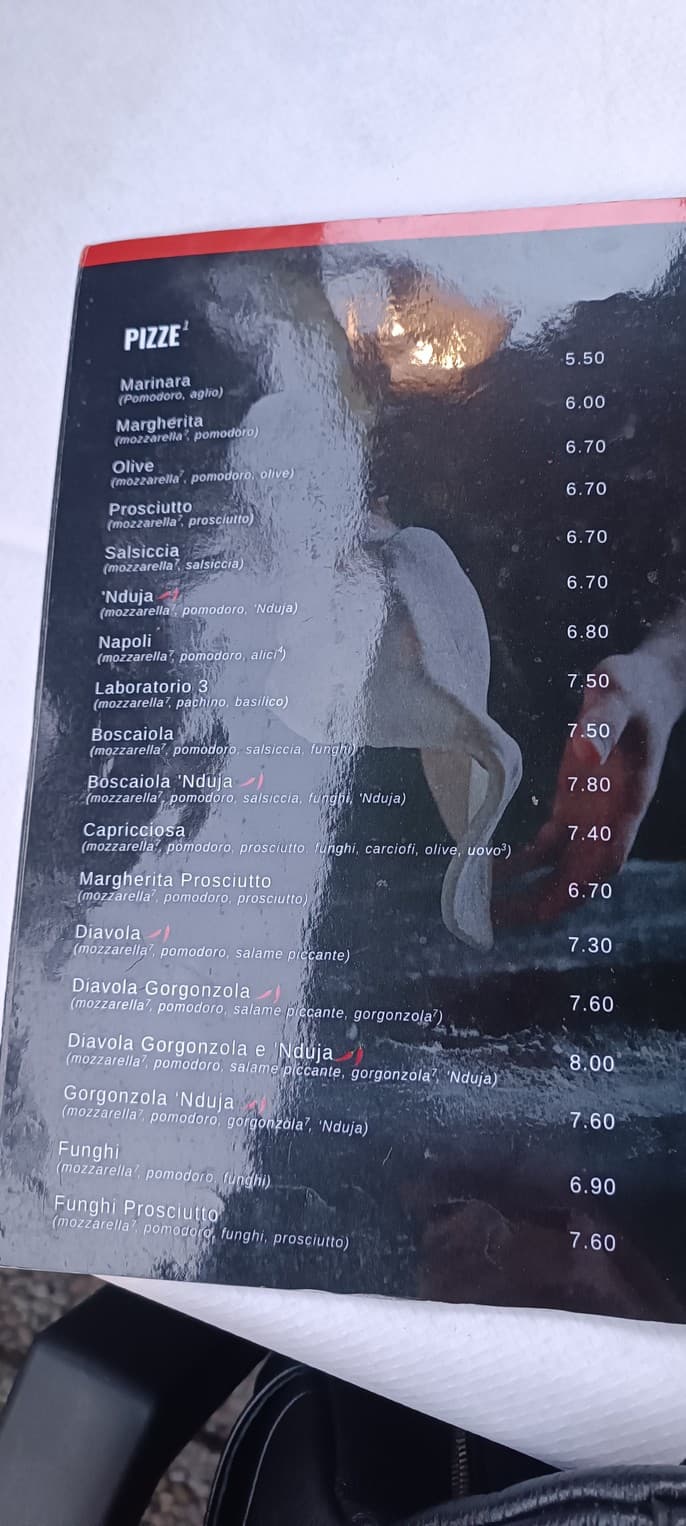 PIZZE¹
Marinara 5.50
(Pomodoro, aglio)
Margherita 6.00
(mozzarella⁷, pomodoro)
Olive 6.70
(mozzarella⁷, pomodoro, olive)
Prosciutto 6.70
(mozzarella⁷, prosciutto)
Salsiccia 6.70
(mozzarella⁷, salsiccia)
'Nduja 6.70
(mozzarella⁷, pomodoro, 'Nduja)
Napoli 6.80
(mozzarella⁷, pomodoro, alici⁴)
Laboratorio 3 7.50
(mozzarella⁷, pachino, basilico)
Boscaiola 7.50
(mozzarella⁷, pomodoro, salsiccia, funghi)
Boscaiola 'Nduja 7.80
(mozzarella⁷, pomodoro, salsiccia, funghi, 'Nduja)
Capricciosa 7.40
(mozzarella⁷, pomodoro, prosciutto, funghi, carciofi, olive, uovo³)
Margherita Prosciutto 6.70
(mozzarella⁷, pomodoro, prosciutto)
Diavola 7.30
(mozzarella⁷, pomodoro, salame piccante)
Diavola Gorgonzola 7.60
(mozzarella⁷, pomodoro, salame piccante, gorgonzola⁷)
Diavola Gorgonzola e 'Nduja 8.00
(mozzarella⁷, pomodoro, salame piccante, gorgonzola⁷, 'Nduja)
Gorgonzola 'Nduja 7.60
(mozzarella⁷, pomodoro, gorgonzola⁷, 'Nduja)
Funghi 6.90
(mozzarella⁷, pomodoro, funghi)
Funghi Prosciutto 7.60
(mozzarella⁷, pomodoro, funghi, prosciutto)